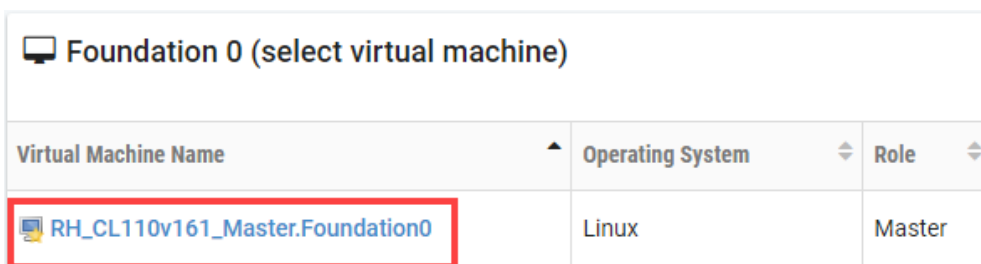 Foundation 0 (select virtual machine)
Virtual Machine Name Operating System Role
RH_CL110v161_Master.Foundation0 Linux Master